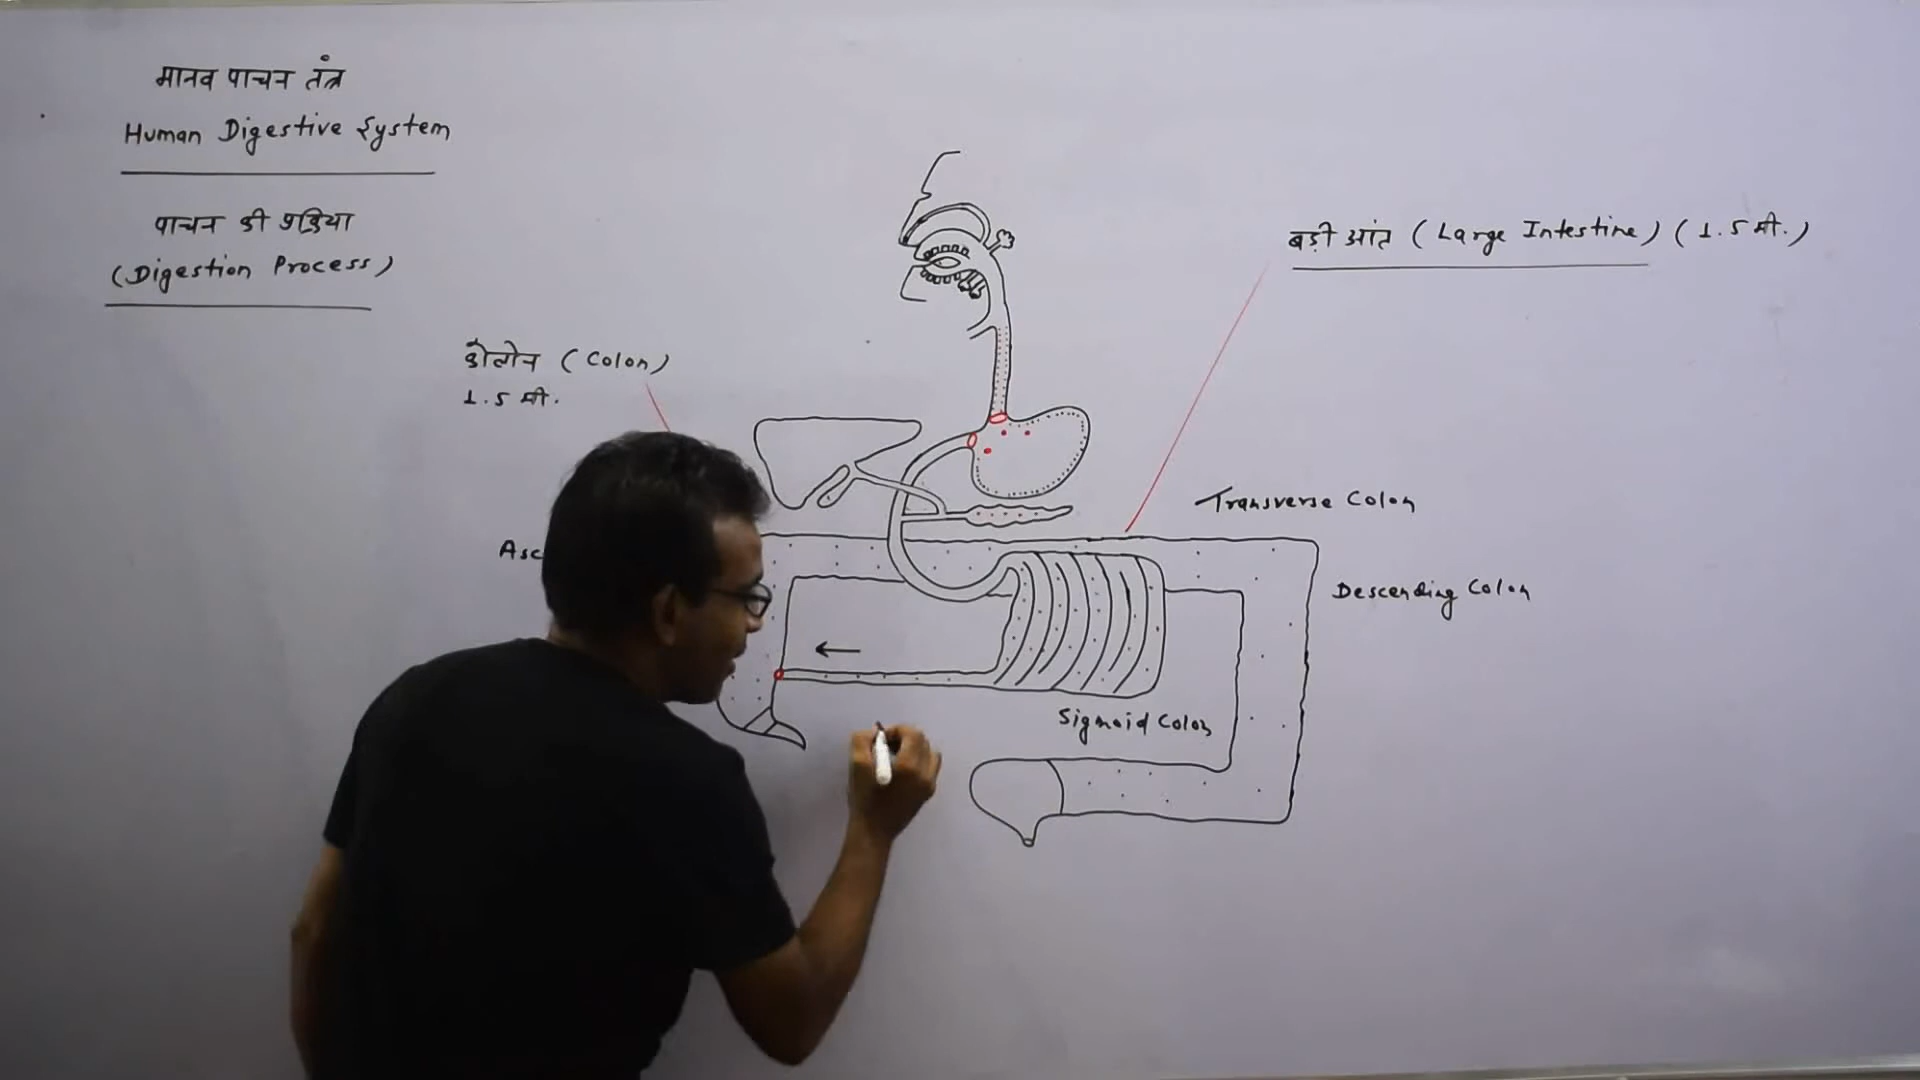 मानव पाचन तंत्र
Human Digestive System
पाचन की प्रक्रिया
(Digestion Process)
बड़ी आंत (Large Intestine) (1.5 मी.)
कोलोन (Colon)
1.5 मी.
Transverse Colon
Asc
Descending Colon
Sigmoid Colon